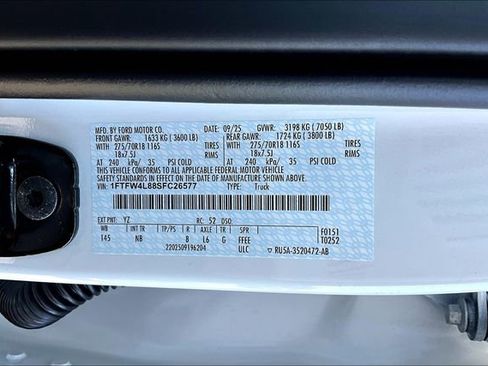 MFD. BY FORD MOTOR CO.
DATE: 09/25 GVWR: 3198 KG ( 7050 LB)
FRONT GAWR: 1633 KG ( 3600 LB) REAR GAWR: 1724 KG ( 3800 LB)
WITH 275/70R18 116S WITH 275/70R18 116S
18x7.5J 18x7.5J
AT 240 kPa/ 35 PSI COLD AT 240 kPa/ 35 PSI COLD
THIS VEHICLE CONFORMS TO ALL APPLICABLE FEDERAL MOTOR VEHICLE
SAFETY AND THEFT PREVENTION STANDARDS IN EFFECT ON THE DATE OF
MANUFACTURE SHOWN ABOVE.
VIN: 1FTFW4L88SFC26577 TYPE: Truck
EXT PNT: YZ RC: 52 DSO:
WB INT TR TP/PS R AXLE TR SPR
145 NB B L6 G FFEE
ULC
F0151
T0252
2202509196204 RU5A-3520472-AB